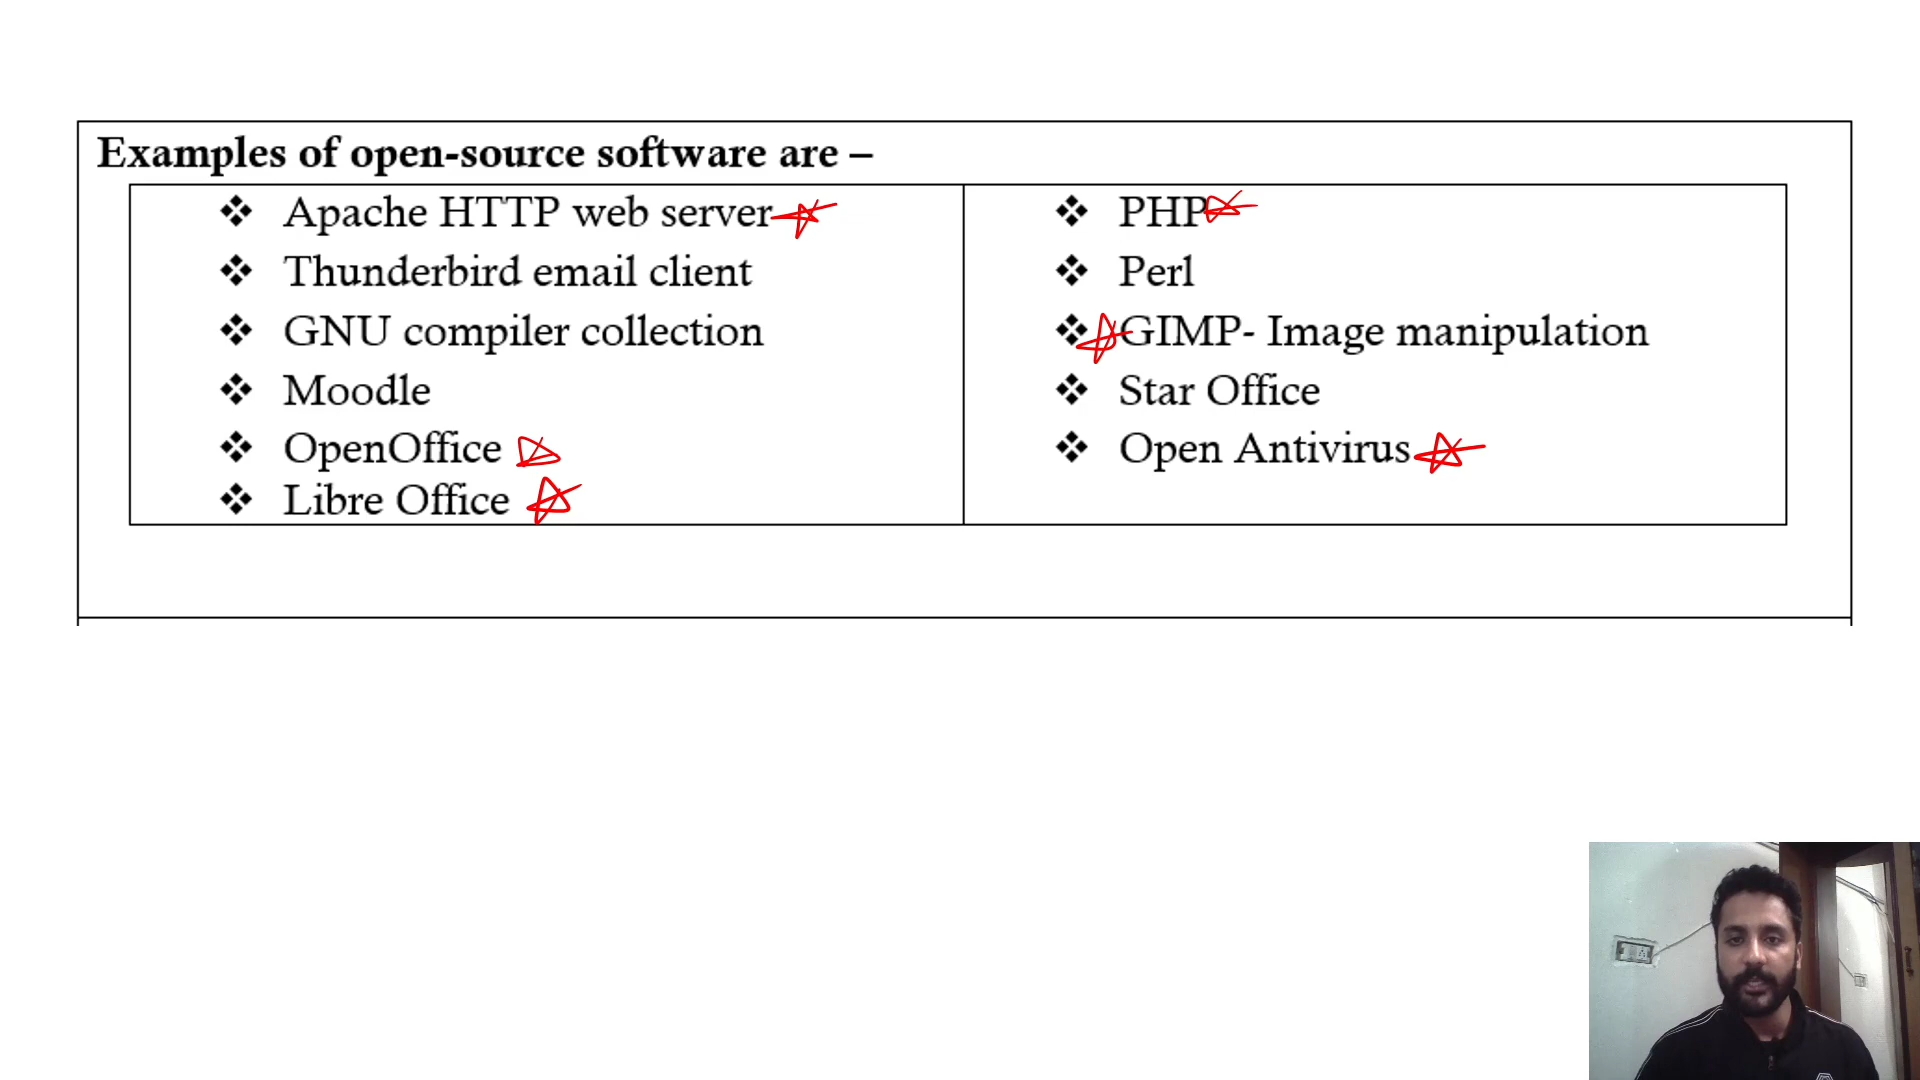 Examples of open-source software are –
❖ Apache HTTP web server
❖ Thunderbird email client
❖ GNU compiler collection
❖ Moodle
❖ OpenOffice
❖ Libre Office
❖ PHP
❖ Perl
❖ GIMP- Image manipulation
❖ Star Office
❖ Open Antivirus